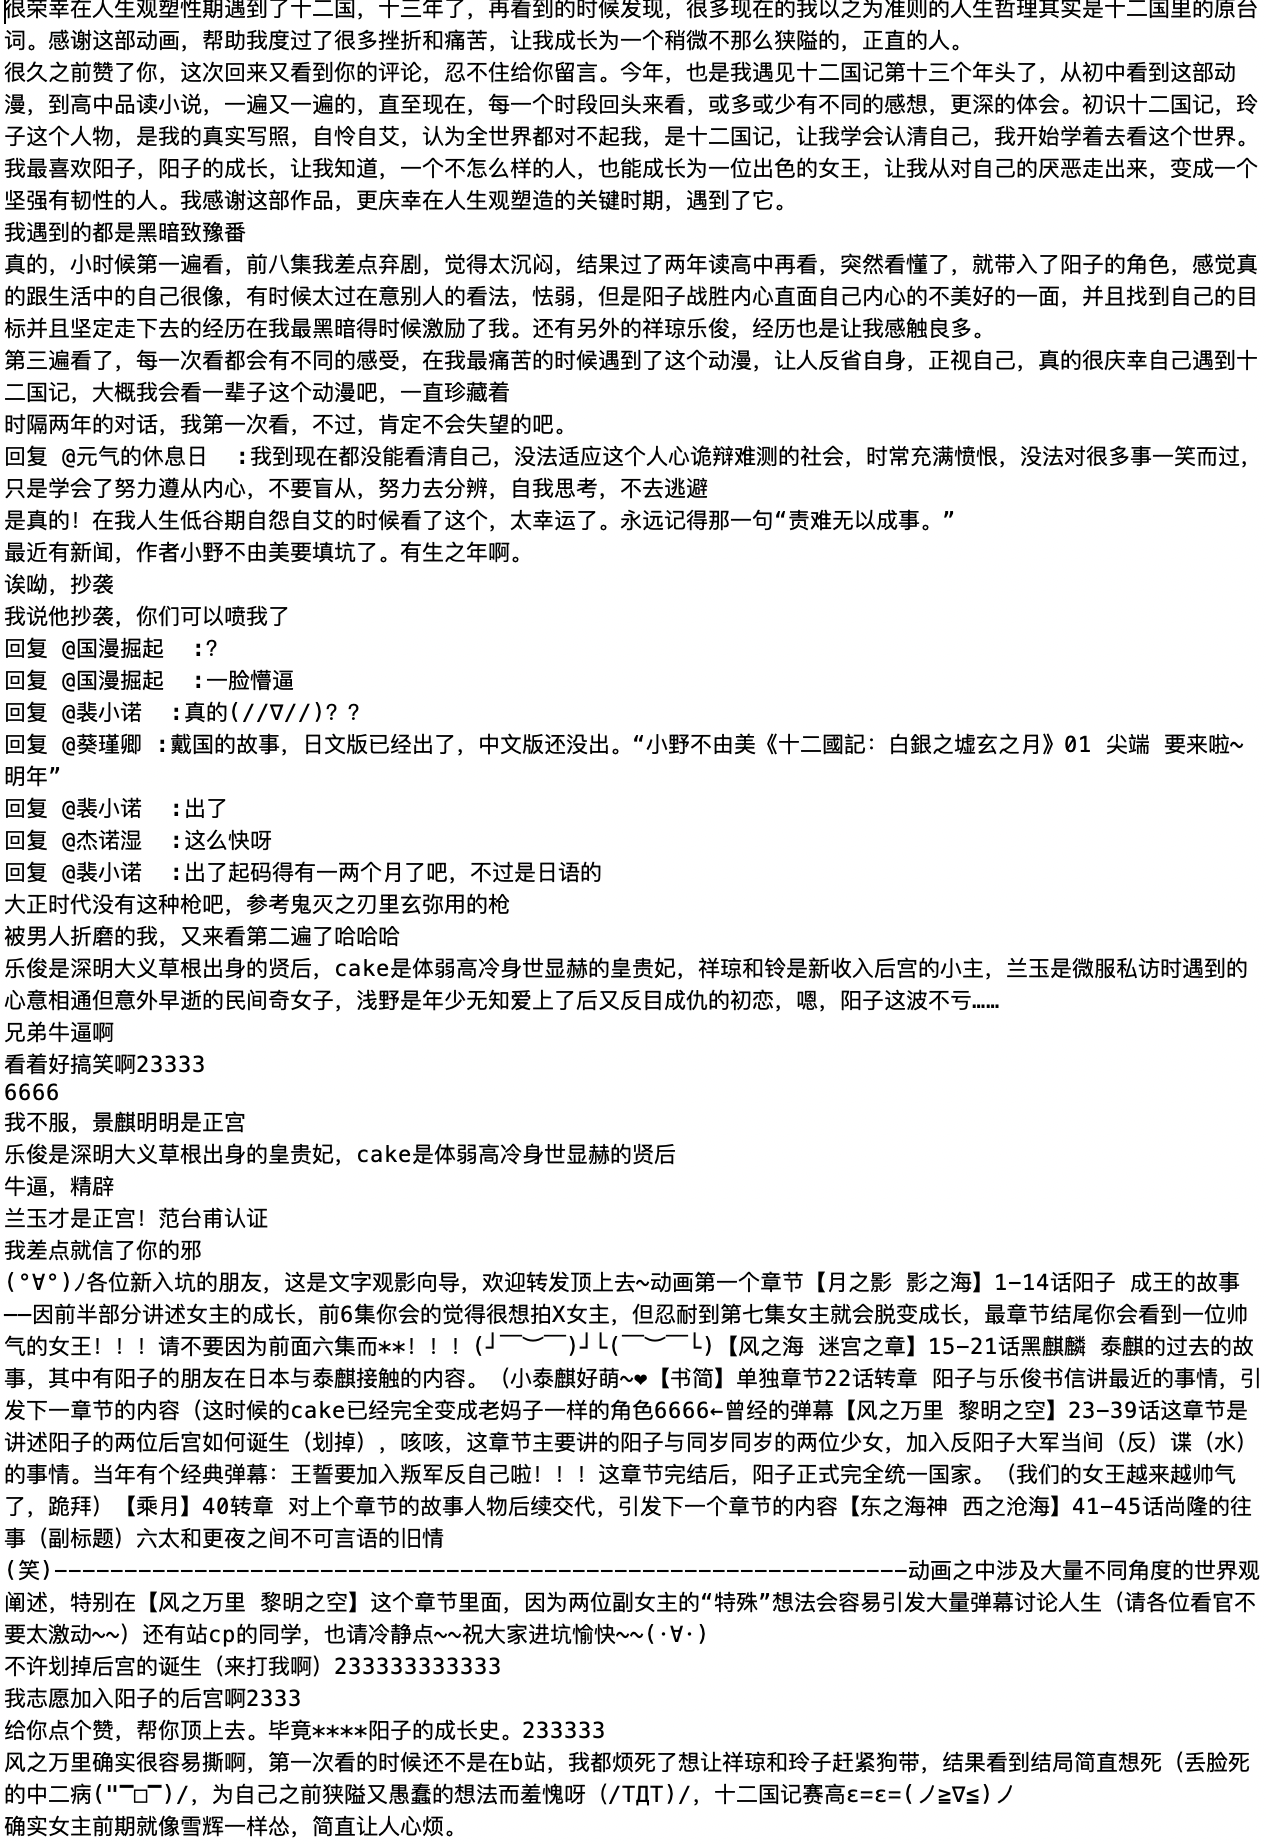 很荣幸在人生观塑性期遇到了十二国，十三年了，再看到的时候发现，很多现在的我以之为准则的人生哲理其实是十二国里的原台
词。感谢这部动画，帮助我度过了很多挫折和痛苦，让我成长为一个稍微不那么狭隘的，正直的人。
很久之前赞了你，这次回来又看到你的评论，忍不住给你留言。今年，也是我遇见十二国记第十三个年头了，从初中看到这部动
漫，到高中品读小说，一遍又一遍的，直至现在，每一个时段回头来看，或多或少有不同的感想，更深的体会。初识十二国记，玲
子这个人物，是我的真实写照，自怜自艾，认为全世界都对不起我，是十二国记，让我学会认清自己，我开始学着去看这个世界。
我最喜欢阳子，阳子的成长，让我知道，一个不怎么样的人，也能成长为一位出色的女王，让我从对自己的厌恶走出来，变成一个
坚强有韧性的人。我感谢这部作品，更庆幸在人生观塑造的关键时期，遇到了它。
我遇到的都是黑暗致豫番
真的，小时候第一遍看，前八集我差点弃剧，觉得太沉闷，结果过了两年读高中再看，突然看懂了，就带入了阳子的角色，感觉真
的跟生活中的自己很像，有时候太过在意别人的看法，怯弱，但是阳子战胜内心直面自己内心的不美好的一面，并且找到自己的目
标并且坚定走下去的经历在我最黑暗得时候激励了我。还有另外的祥琼乐俊，经历也是让我感触良多。
第三遍看了，每一次看都会有不同的感受，在我最痛苦的时候遇到了这个动漫，让人反省自身，正视自己，真的很庆幸自己遇到十
二国记，大概我会看一辈子这个动漫吧，一直珍藏着
时隔两年的对话，我第一次看，不过，肯定不会失望的吧。
回复 @元气的休息日  :我到现在都没能看清自己，没法适应这个人心诡辩难测的社会，时常充满愤恨，没法对很多事一笑而过，
只是学会了努力遵从内心，不要盲从，努力去分辨，自我思考，不去逃避
是真的！在我人生低谷期自怨自艾的时候看了这个，太幸运了。永远记得那一句“责难无以成事。”
最近有新闻，作者小野不由美要填坑了。有生之年啊。
诶呦，抄袭
我说他抄袭，你们可以喷我了
回复 @国漫掘起  :?
回复 @国漫掘起  :一脸懵逼
回复 @裴小诺  :真的(//∇//)？？
回复 @葵瑾卿 :戴国的故事，日文版已经出了，中文版还没出。“小野不由美《十二國記：白銀之墟玄之月》01 尖端 要来啦~
明年”
回复 @裴小诺  :出了
回复 @杰诺湿  :这么快呀
回复 @裴小诺  :出了起码得有一两个月了吧，不过是日语的
大正时代没有这种枪吧，参考鬼灭之刃里玄弥用的枪
被男人折磨的我，又来看第二遍了哈哈哈
乐俊是深明大义草根出身的贤后，cake是体弱高冷身世显赫的皇贵妃，祥琼和铃是新收入后宫的小主，兰玉是微服私访时遇到的
心意相通但意外早逝的民间奇女子，浅野是年少无知爱上了后又反目成仇的初恋，嗯，阳子这波不亏……
兄弟牛逼啊
看着好搞笑啊23333
6666
我不服，景麒明明是正宫
乐俊是深明大义草根出身的皇贵妃，cake是体弱高冷身世显赫的贤后
牛逼，精辟
兰玉才是正宫！范台甫认证
我差点就信了你的邪
(°∀°)ﾉ各位新入坑的朋友，这是文字观影向导，欢迎转发顶上去~动画第一个章节【月之影 影之海】1-14话阳子 成王的故事
——因前半部分讲述女主的成长，前6集你会的觉得很想拍X女主，但忍耐到第七集女主就会脱变成长，最章节结尾你会看到一位帅
气的女王！！！请不要因为前面六集而**！！！(┘￣︶￣)┘└(￣︶￣└)【风之海 迷宫之章】15-21话黑麒麟 泰麒的过去的故
事，其中有阳子的朋友在日本与泰麒接触的内容。（小泰麒好萌~❤【书简】单独章节22话转章 阳子与乐俊书信讲最近的事情，引
发下一章节的内容（这时候的cake已经完全变成老妈子一样的角色6666←曾经的弹幕【风之万里 黎明之空】23-39话这章节是
讲述阳子的两位后宫如何诞生（划掉），咳咳，这章节主要讲的阳子与同岁同岁的两位少女，加入反阳子大军当间（反）谍（水）
的事情。当年有个经典弹幕：王誓要加入叛军反自己啦！！！这章节完结后，阳子正式完全统一国家。（我们的女王越来越帅气
了，跪拜）【乘月】40转章 对上个章节的故事人物后续交代，引发下一个章节的内容【东之海神 西之沧海】41-45话尚隆的往
事（副标题）六太和更夜之间不可言语的旧情
(笑)-------------------------------------------------------------动画之中涉及大量不同角度的世界观
阐述，特别在【风之万里 黎明之空】这个章节里面，因为两位副女主的“特殊”想法会容易引发大量弹幕讨论人生（请各位看官不
要太激动~~）还有站cp的同学，也请冷静点~~祝大家进坑愉快~~(·∀·)
不许划掉后宫的诞生（来打我啊）233333333333
我志愿加入阳子的后宫啊2333
给你点个赞，帮你顶上去。毕竟****阳子的成长史。233333
风之万里确实很容易撕啊，第一次看的时候还不是在b站，我都烦死了想让祥琼和玲子赶紧狗带，结果看到结局简直想死（丢脸死
的中二病("▔□▔)/，为自己之前狭隘又愚蠢的想法而羞愧呀（/TДT)/，十二国记赛高ε=ε=(ノ≧∇≦)ノ
确实女主前期就像雪辉一样怂，简直让人心烦。